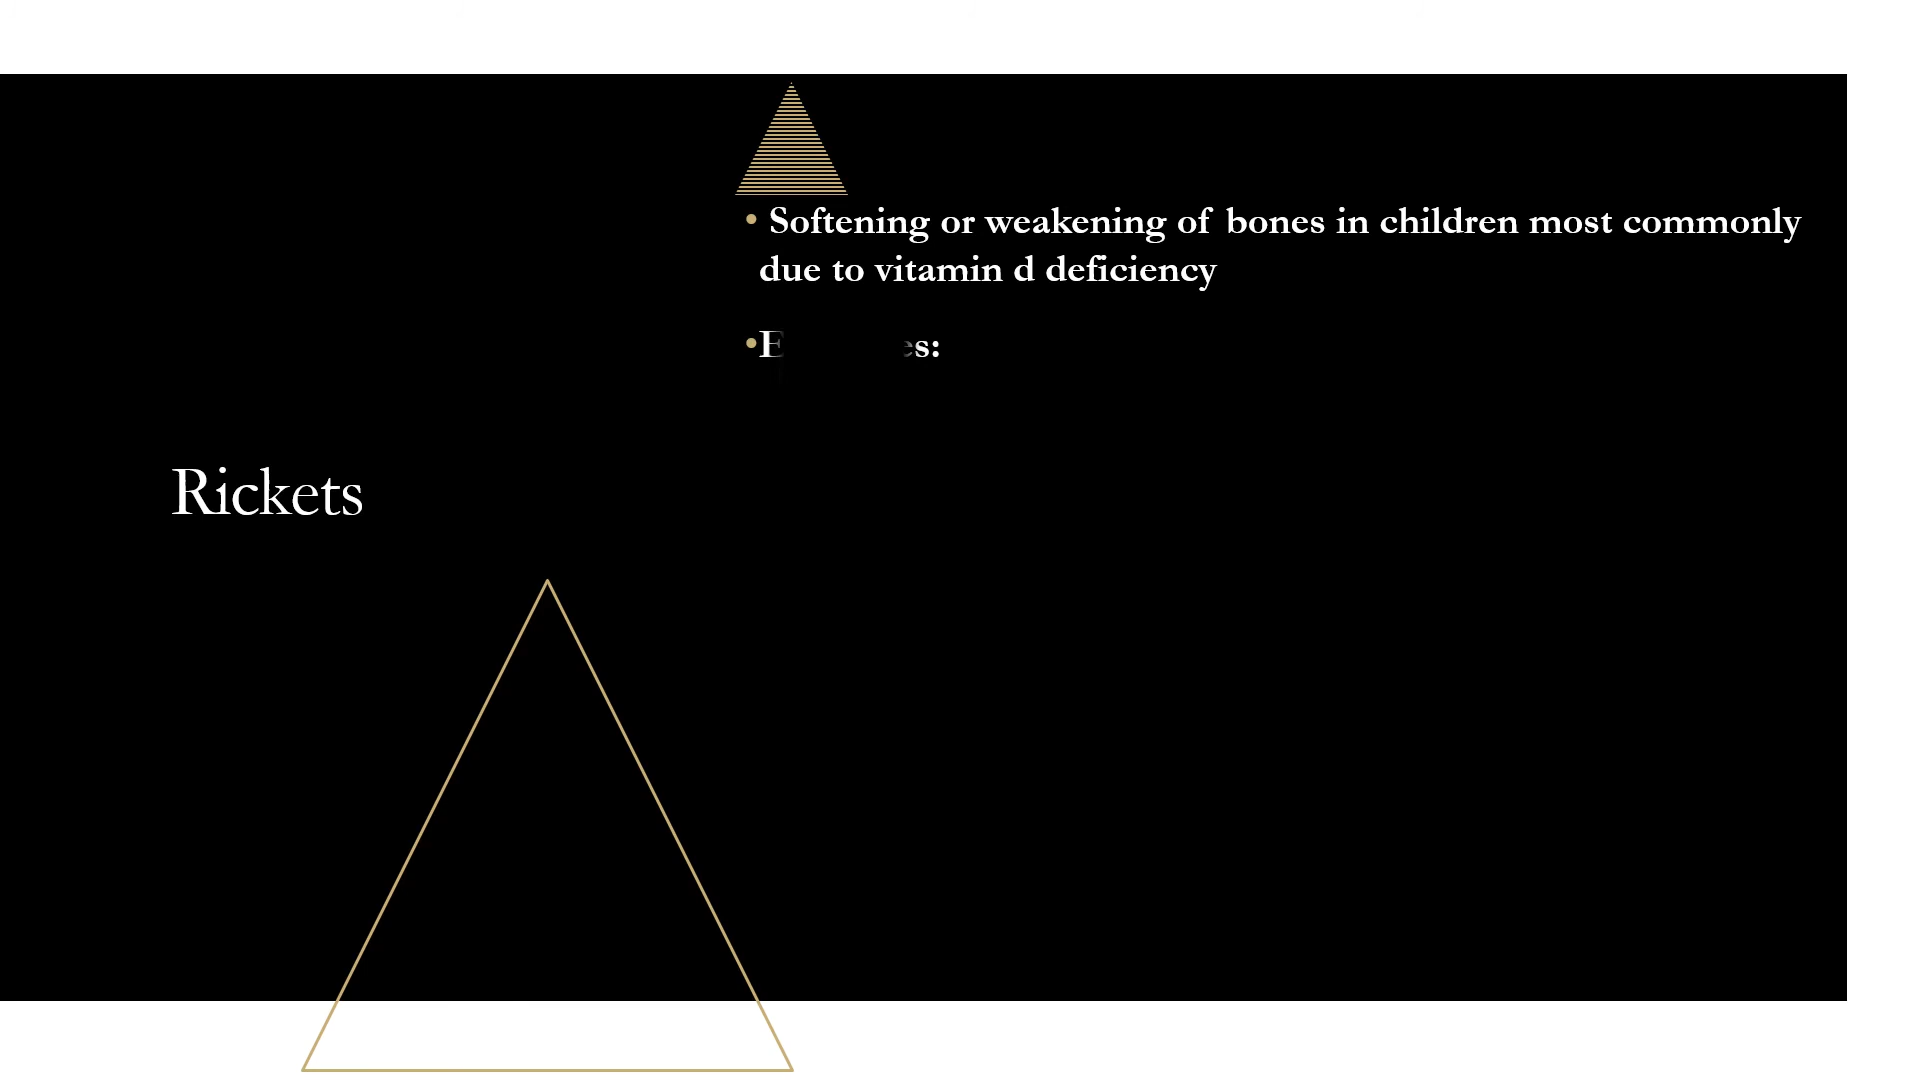 Rickets
• Softening or weakening of bones in children most commonly
due to vitamin d deficiency